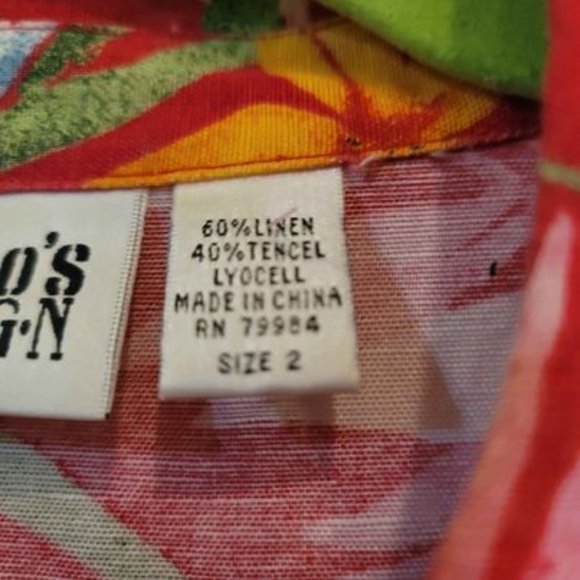 O'S
G·N
60% LINEN
40% TENCEL
LYOCELL
MADE IN CHINA
RN 79984
SIZE 2